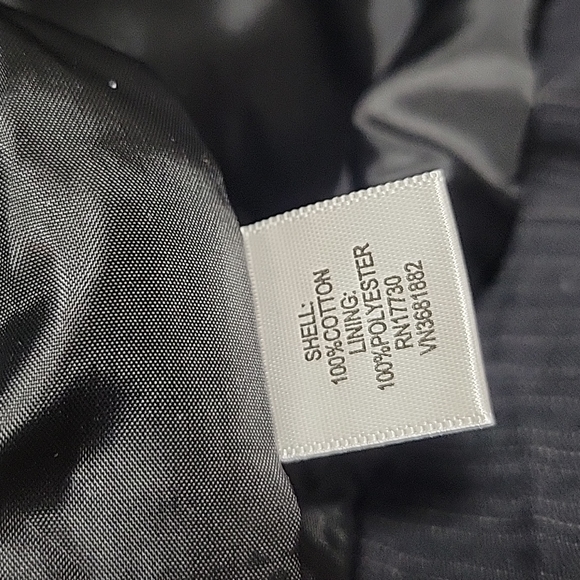 SHELL:
100%COTTON
LINING:
100%POLYESTER
RN17730
VN3681882